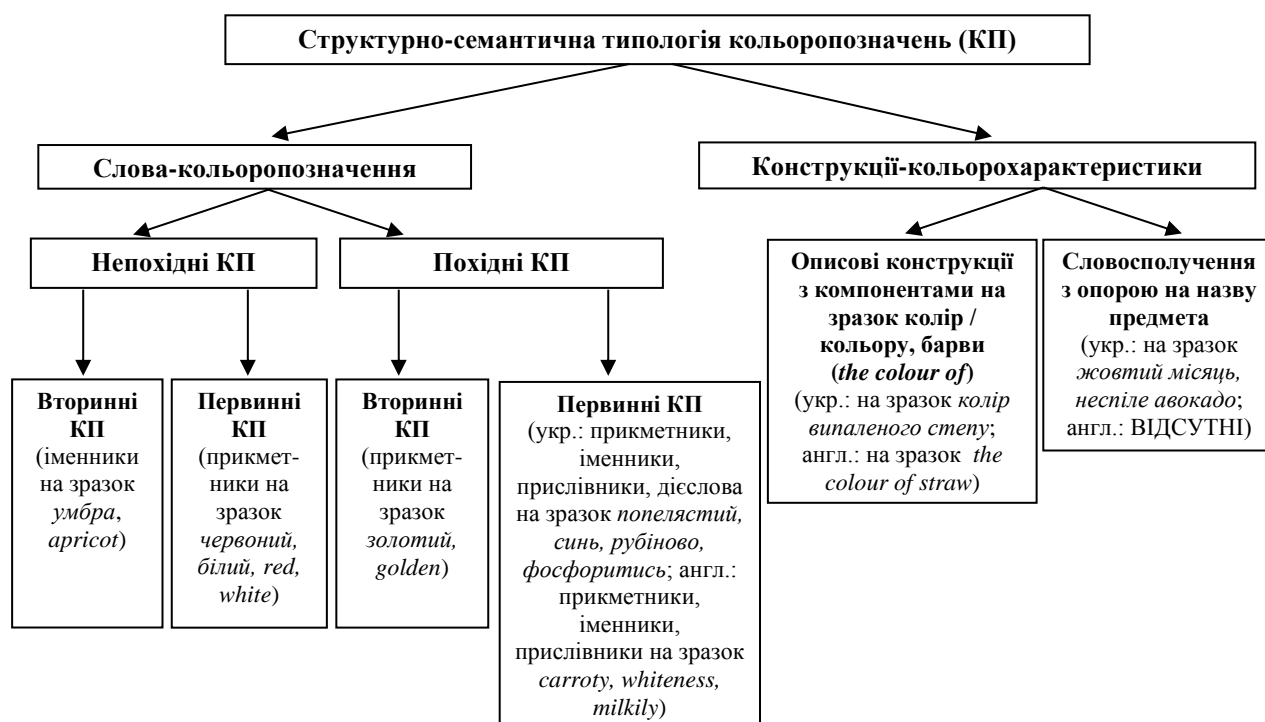 Структурно-семантична типологія кольоропозначень (КП)
Слова-кольоропозначення
Конструкції-кольорохарактеристики
Непохідні КП
Похідні КП
Вторинні
КП
(іменники
на зразок
умбра,
apricot)
Первинні
КП
(прикмет-
ники на
зразок
червоний,
білий, red,
white)
Вторинні
КП
(прикмет-
ники на
зразок
золотий,
golden)
Первинні КП
(укр.: прикметники,
іменники,
прислівники, дієслова
на зразок попелястий,
синь, рубіново,
фосфоритись; англ.:
прикметники,
іменники,
прислівники на зразок
carroty, whiteness,
milkily)
Описові конструкції
з компонентами на
зразок колір /
кольору, барви
(the colour of)
(укр.: на зразок колір
випаленого степу;
англ.: на зразок the
colour of straw)
Словосполучення
з опорою на назву
предмета
(укр.: на зразок
жовтий місяць,
неспіле авокадо;
англ.: ВІДСУТНІ)